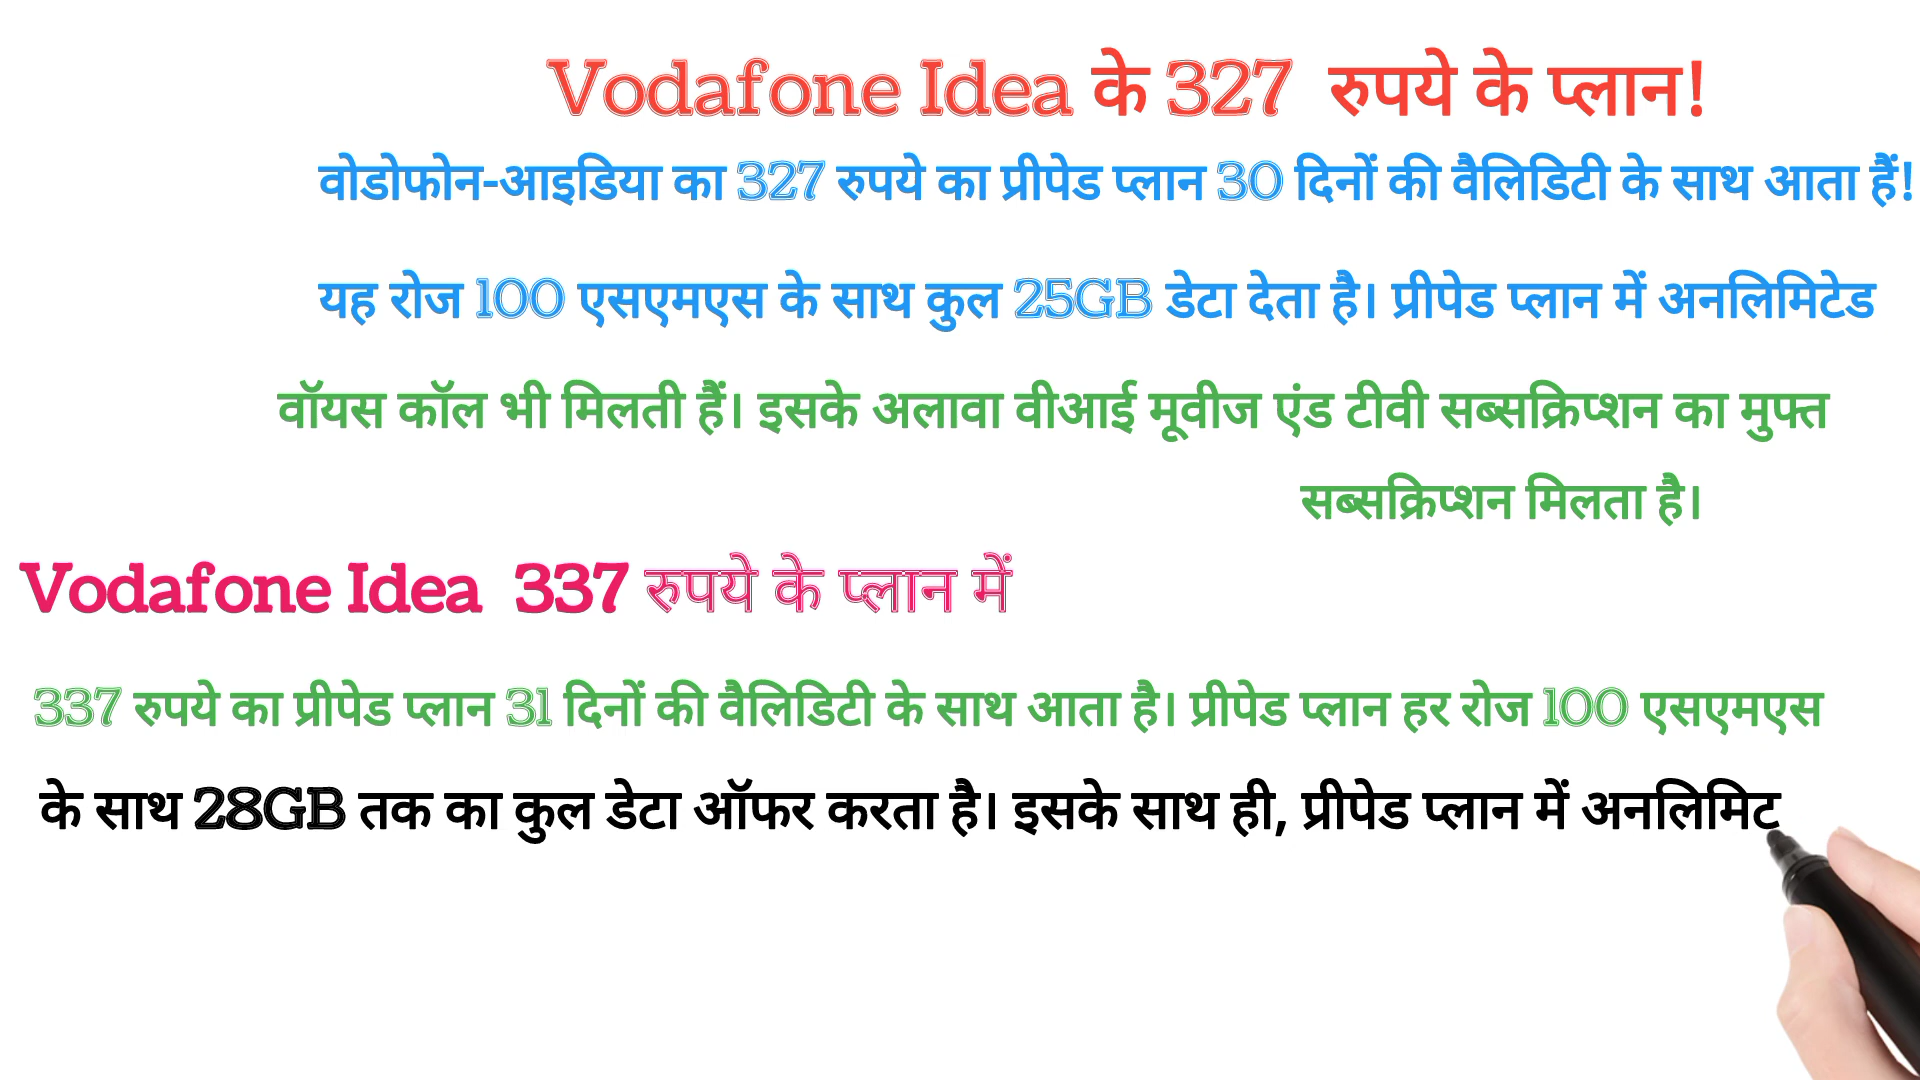 Vodafone Idea के 327 रुपये के प्लान!
वोडोफोन-आइडिया का 327 रुपये का प्रीपेड प्लान 30 दिनों की वैलिडिटी के साथ आता हैं!
यह रोज 100 एसएमएस के साथ कुल 25GB डेटा देता है। प्रीपेड प्लान में अनलिमिटेड
वॉयस कॉल भी मिलती हैं। इसके अलावा वीआई मूवीज एंड टीवी सब्सक्रिप्शन का मुफ्त
सब्सक्रिप्शन मिलता है।
Vodafone Idea 337 रुपये के प्लान में
337 रुपये का प्रीपेड प्लान 31 दिनों की वैलिडिटी के साथ आता है। प्रीपेड प्लान हर रोज 100 एसएमएस
के साथ 28GB तक का कुल डेटा ऑफर करता है। इसके साथ ही, प्रीपेड प्लान में अनलिमिट